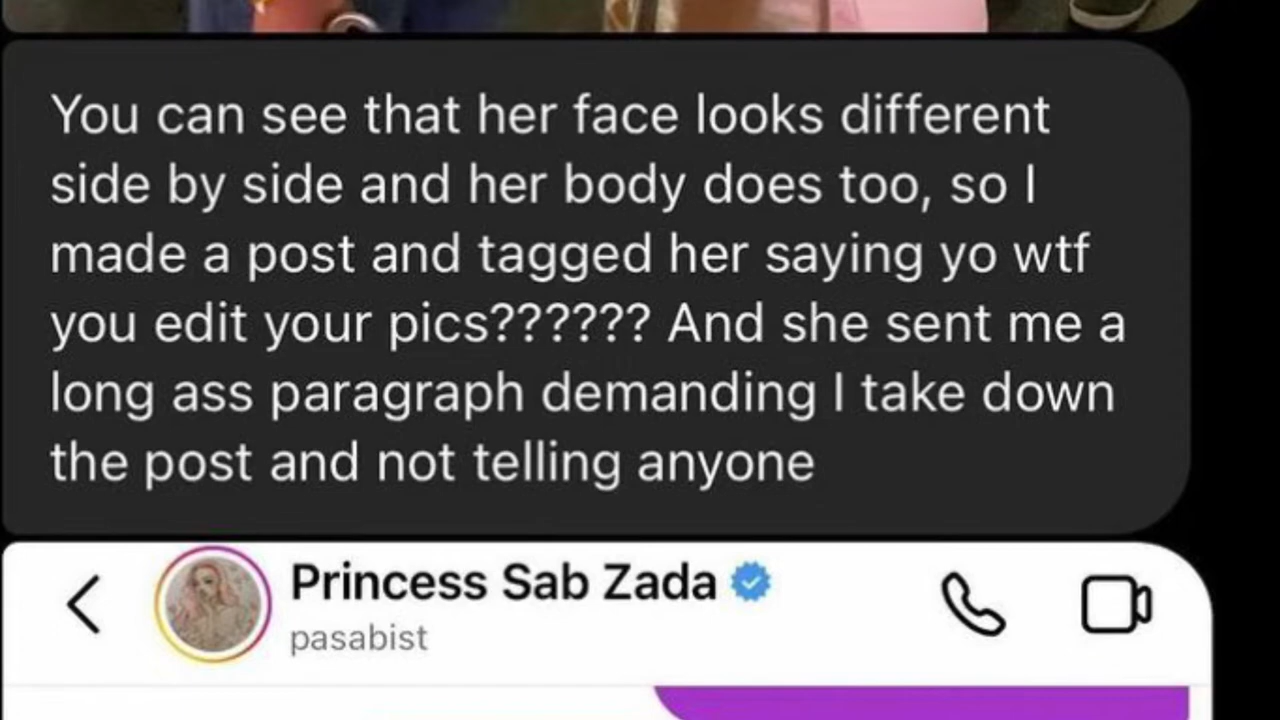 You can see that her face looks different
side by side and her body does too, so I
made a post and tagged her saying yo wtf
you edit your pics?????? And she sent me a
long ass paragraph demanding I take down
the post and not telling anyone
Princess Sab Zada
pasabist